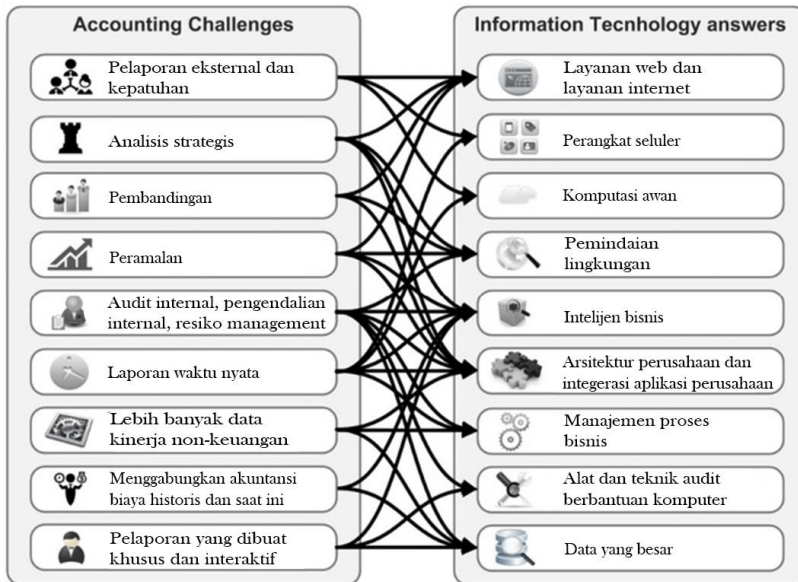 Accounting Challenges
Pelaporan eksternal dan
kepatuhan
Analisis strategis
Pembandingan
Peramalan
Audit internal, pengendalian
internal, resiko management
Laporan waktu nyata
Lebih banyak data
kinerja non-keuangan
Menggabungkan akuntansi
biaya historis dan saat ini
Pelaporan yang dibuat
khusus dan interaktif
Information Tecnhology answers
Layanan web dan
layanan internet
Perangkat seluler
Komputasi awan
Pemindaian
lingkungan
Intelijen bisnis
Arsitektur perusahaan dan
integerasi aplikasi perusahaan
Manajemen proses
bisnis
Alat dan teknik audit
berbantuan komputer
Data yang besar